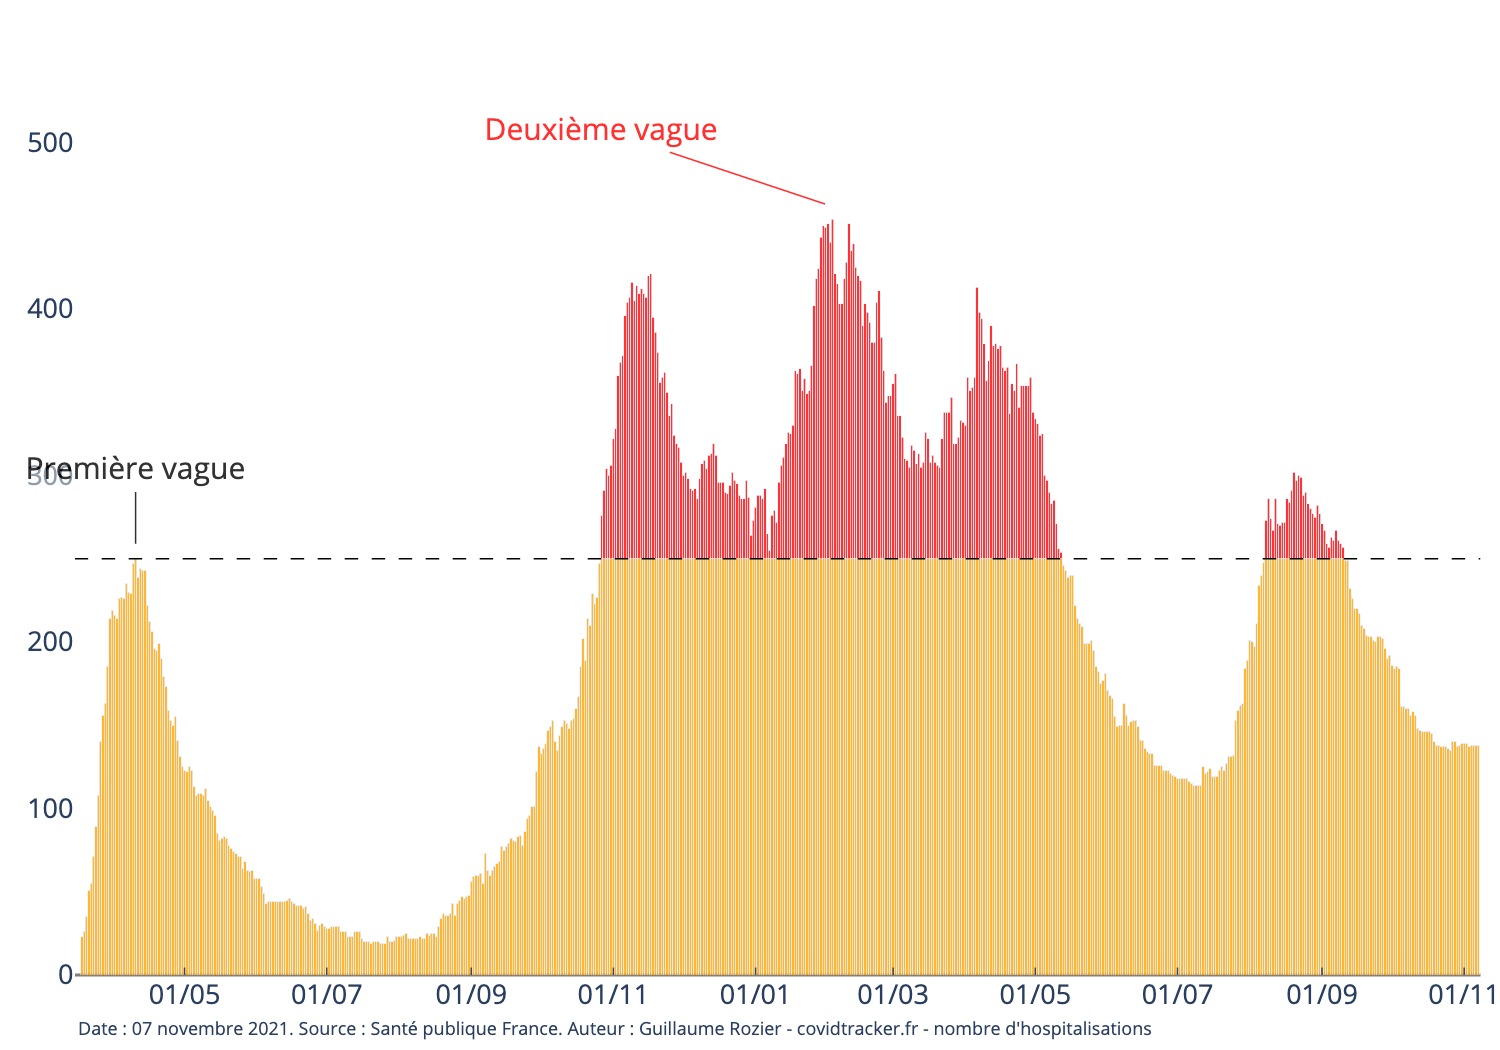 Deuxième vague
500
400
300
Première vague
200
100
0
01/05 01/07 01/09 01/11 01/01 01/03 01/05 01/07 01/09 01/11
Date : 07 novembre 2021. Source : Santé publique France. Auteur : Guillaume Rozier - covidtracker.fr - nombre d'hospitalisations